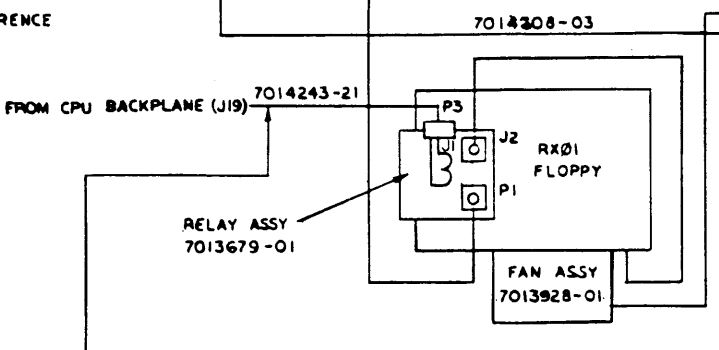 RENCE
7014208-03
7014243-21
FROM CPU BACKPLANE (J19)
P3
J1
J2
RXØ1
FLOPPY
P1
RELAY ASSY
7013679-01
FAN ASSY
7013928-01